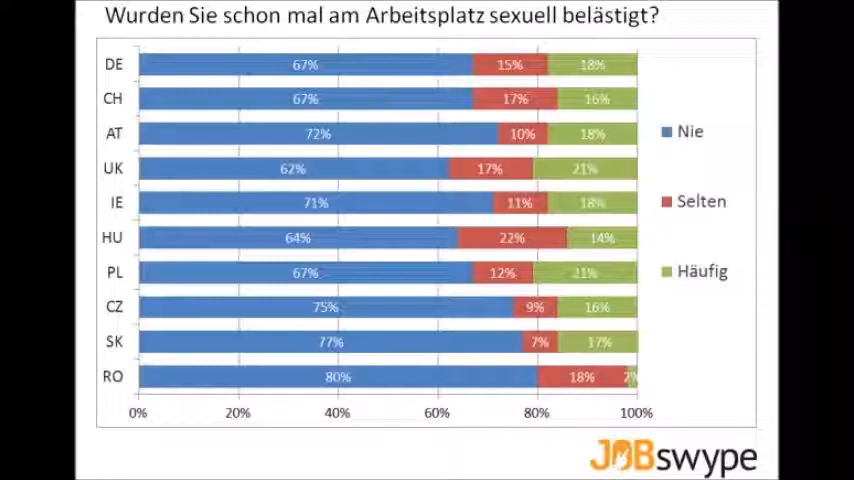 Wurden Sie schon mal am Arbeitsplatz sexuell belästigt?
DE 67% 15% 18%
CH 67% 17% 16%
AT 72% 10% 18%
UK 62% 17% 21%
IE 71% 11% 18%
HU 64% 22% 14%
PL 67% 12% 21%
CZ 75% 9% 16%
SK 77% 7% 17%
RO 80% 18% 2%
0% 20% 40% 60% 80% 100%
Nie
Selten
Häufig
JOBswype